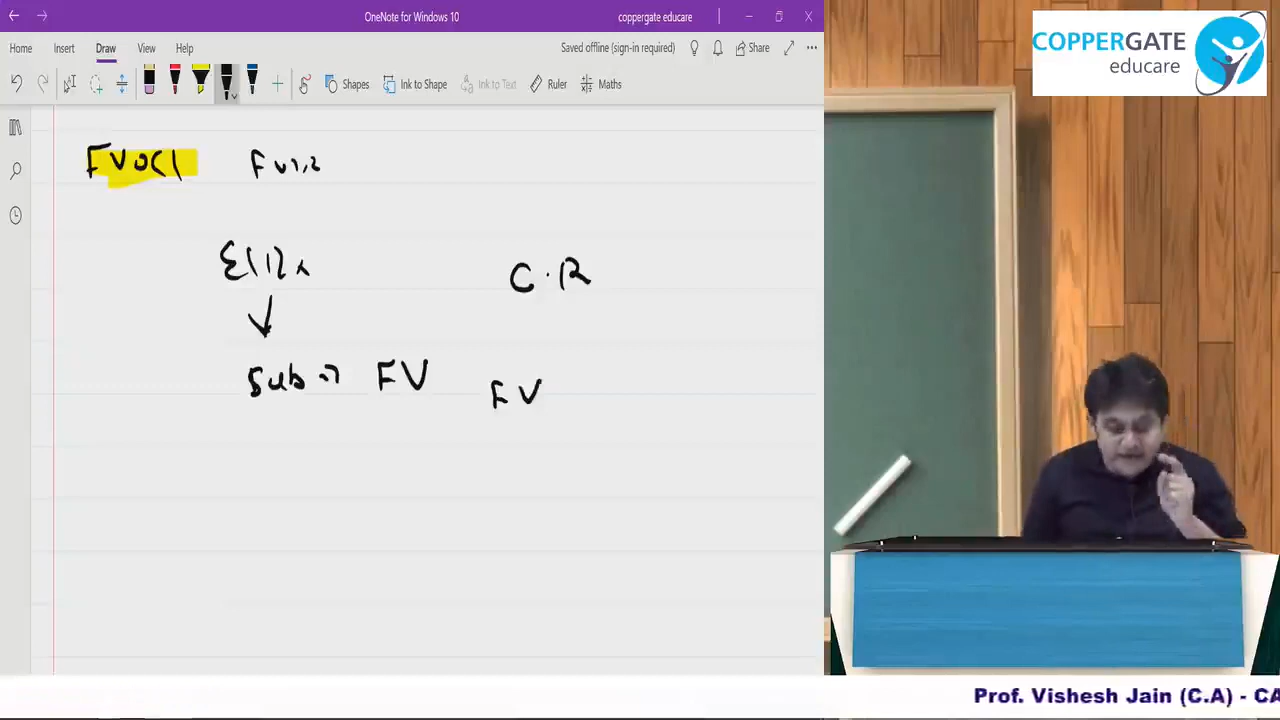 OneNote for Windows 10
coppergate educare
COPPERGATE
educare
Home Insert Draw View Help
Saved offline (sign-in required)
Share
Shapes
Ink to Shape
Ink to Text
Ruler
Maths
FVOCI
C.R
Sub → FV
FV
Prof. Vishesh Jain (C.A) - CA